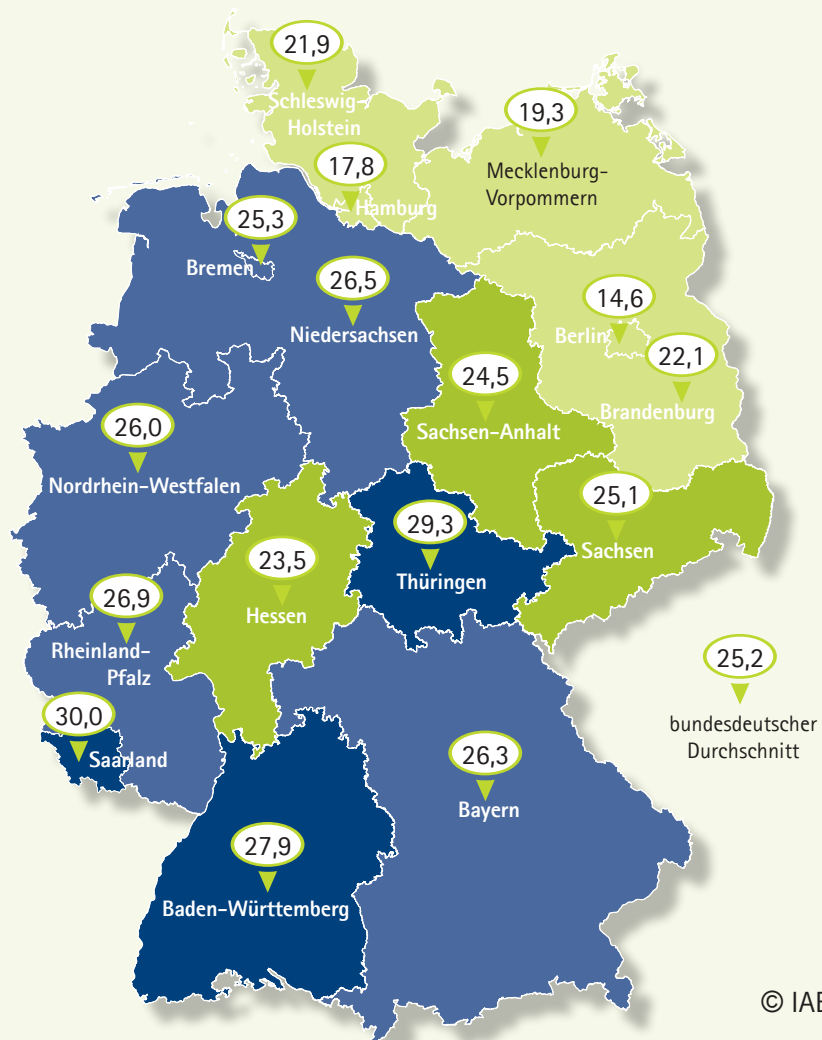 21,9
Schleswig-
Holstein
19,3
Mecklenburg-
Vorpommern
17,8
Hamburg
25,3
Bremen
26,5
Niedersachsen
14,6
Berlin
22,1
Brandenburg
24,5
Sachsen-Anhalt
26,0
Nordrhein-Westfalen
25,1
Sachsen
29,3
Thüringen
23,5
Hessen
26,9
Rheinland-
Pfalz
25,2
bundesdeutscher
Durchschnitt
30,0
Saarland
26,3
Bayern
27,9
Baden-Württemberg
© IAB